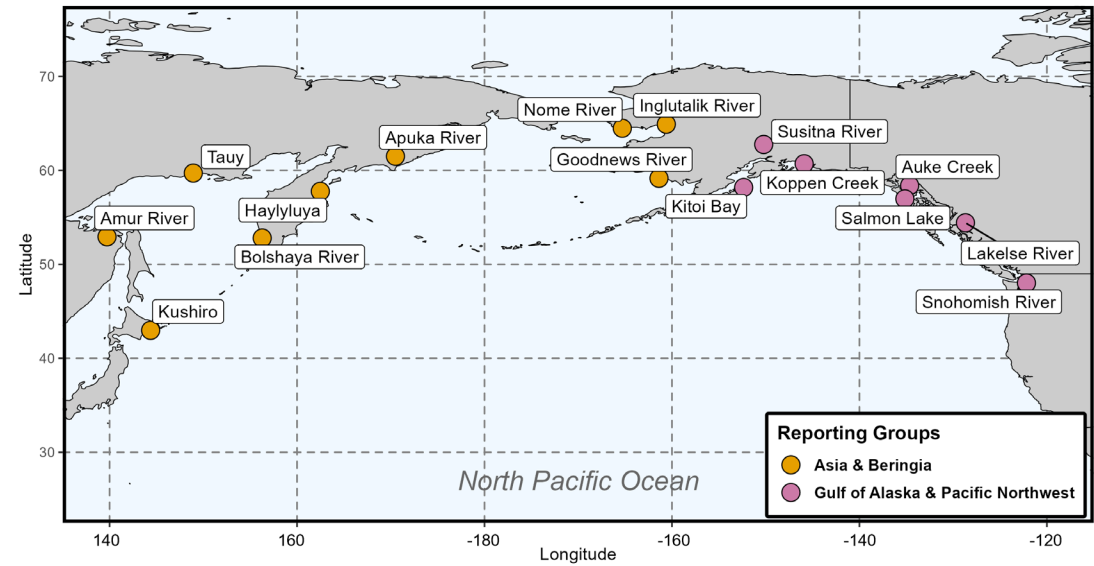 70
60
50
40
30
Latitude
Nome River
Inglutalik River
Apuka River
Susitna River
Tauy
Goodnews River
Auke Creek
Koppen Creek
Haylyluya
Kitoi Bay
Amur River
Salmon Lake
Bolshaya River
Lakelse River
Kushiro
Snohomish River
North Pacific Ocean
Reporting Groups
Asia & Beringia
Gulf of Alaska & Pacific Northwest
140
160
-180
-160
-140
-120
Longitude